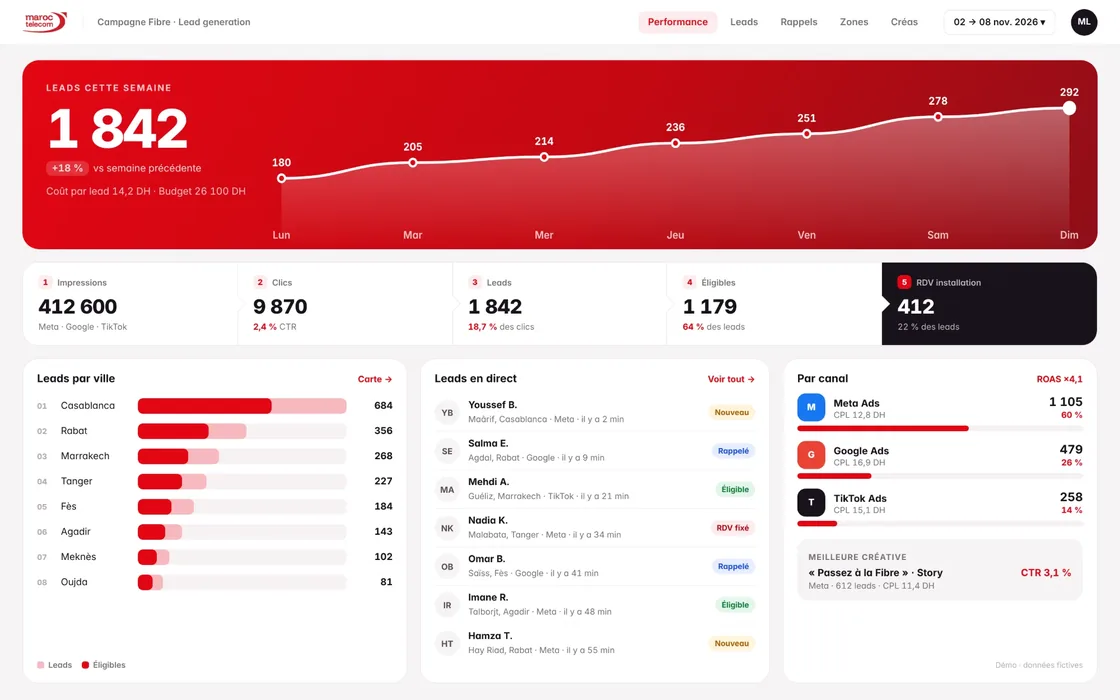 maroc telecom
Campagne Fibre · Lead generation
Performance
Leads
Rappels
Zones
Créas
02 → 08 nov. 2026 ▾
ML
LEADS CETTE SEMAINE
1 842
+18 % vs semaine précédente
Coût par lead 14,2 DH · Budget 26 100 DH
180
205
214
236
251
278
292
Lun
Mar
Mer
Jeu
Ven
Sam
Dim
1 Impressions
412 600
Meta · Google · TikTok
2 Clics
9 870
2,4 % CTR
3 Leads
1 842
18,7 % des clics
4 Éligibles
1 179
64 % des leads
5 RDV installation
412
22 % des leads
Leads par ville
Carte →
01 Casablanca 684
02 Rabat 356
03 Marrakech 268
04 Tanger 227
05 Fès 184
06 Agadir 143
07 Meknès 102
08 Oujda 81
Leads
Éligibles
Leads en direct
Voir tout →
YB
Youssef B.
Maârif, Casablanca · Meta · il y a 2 min
Nouveau
SE
Salma E.
Agdal, Rabat · Google · il y a 9 min
Rappelé
MA
Mehdi A.
Guéliz, Marrakech · TikTok · il y a 21 min
Éligible
NK
Nadia K.
Malabata, Tanger · Meta · il y a 34 min
RDV fixé
OB
Omar B.
Saïss, Fès · Google · il y a 41 min
Rappelé
IR
Imane R.
Talborjt, Agadir · Meta · il y a 48 min
Éligible
HT
Hamza T.
Hay Riad, Rabat · Meta · il y a 55 min
Nouveau
Par canal
ROAS ×4,1
M
Meta Ads
1 105
CPL 12,8 DH
60 %
G
Google Ads
479
CPL 16,9 DH
26 %
T
TikTok Ads
258
CPL 15,1 DH
14 %
MEILLEURE CRÉATIVE
« Passez à la Fibre » · Story
CTR 3,1 %
Meta · 612 leads · CPL 11,4 DH
Démo · données fictives